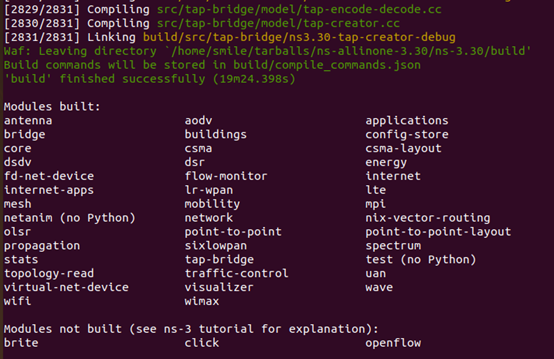 [2829/2831] Compiling src/tap-bridge/model/tap-encode-decode.cc
[2830/2831] Compiling src/tap-bridge/model/tap-creator.cc
[2831/2831] Linking build/src/tap-bridge/ns3.30-tap-creator-debug
Waf: Leaving directory `/home/smile/tarballs/ns-allinone-3.30/ns-3.30/build'
Build commands will be stored in build/compile_commands.json
'build' finished successfully (19m24.398s)
Modules built:
antenna aodv applications
bridge buildings config-store
core csma csma-layout
dsdv dsr energy
fd-net-device flow-monitor internet
internet-apps lr-wpan lte
mesh mobility mpi
netanim (no Python) network nix-vector-routing
olsr point-to-point point-to-point-layout
propagation sixlowpan spectrum
stats tap-bridge test (no Python)
topology-read traffic-control uan
virtual-net-device visualizer wave
wifi wimax
Modules not built (see ns-3 tutorial for explanation):
brite click openflow